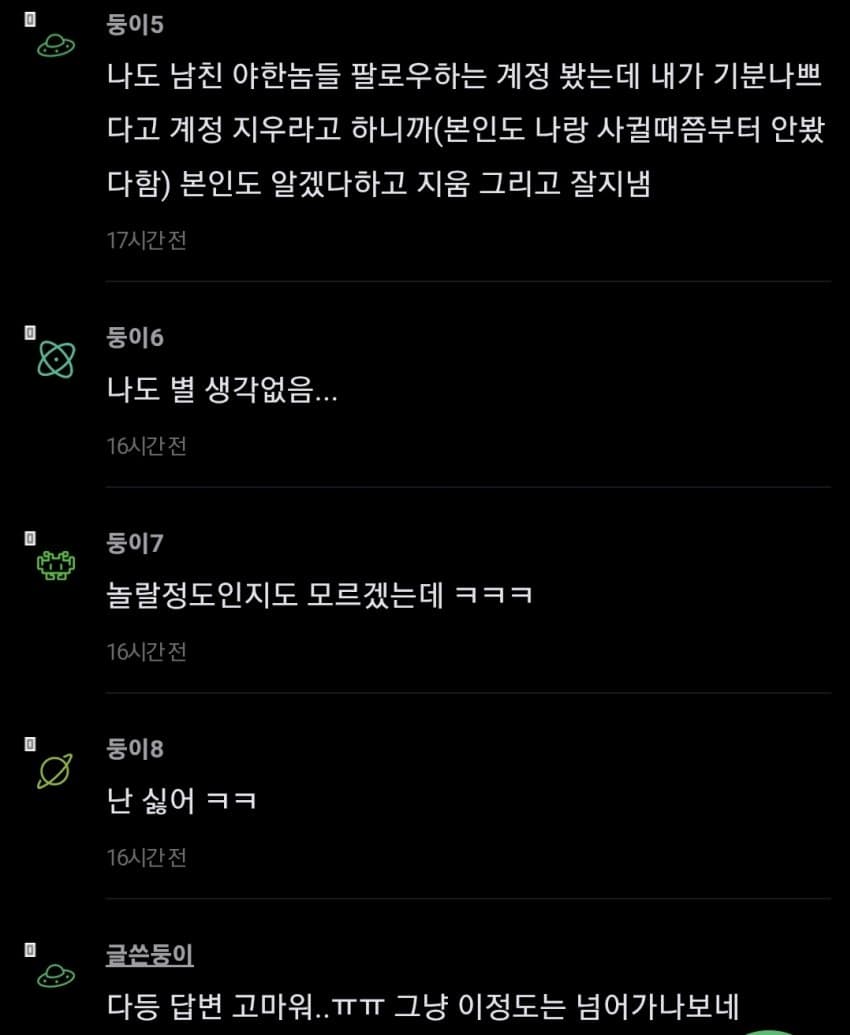 둥이5
나도 남친 야한놈들 팔로우하는 계정 봤는데 내가 기분나쁘
다고 계정 지우라고 하니까(본인도 나랑 사귈때쯤부터 안봤
다함) 본인도 알겠다하고 지움 그리고 잘지냄
17시간 전
둥이6
나도 별 생각없음...
16시간 전
둥이7
놀랄정도인지도 모르겠는데 ㅋㅋㅋ
16시간 전
둥이8
난 싫어 ㅋㅋ
16시간 전
글쓴둥이
다등 답변 고마워..ㅠㅠ 그냥 이정도는 넘어가나보네